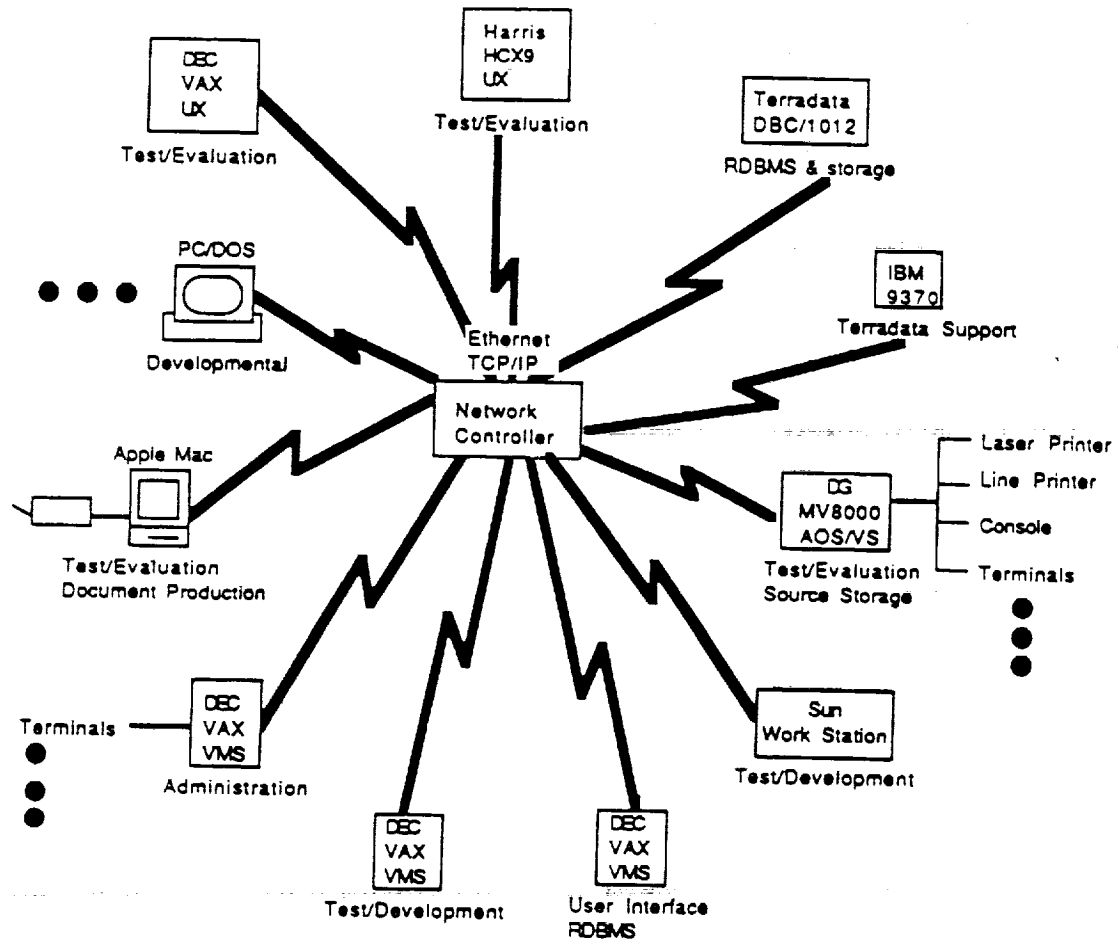 Harris
HCX9
UX
Test/Evaluation
DEC
VAX
UX
Test/Evaluation
Terradata
DBC/1012
RDBMS & storage
PC/DOS
Developmental
IBM
9370
Terradata Support
Ethernet
TCP/IP
Network
Controller
Apple Mac
Test/Evaluation
Document Production
DG
MV8000
AOS/VS
Test/Evaluation
Source Storage
Laser Printer
Line Printer
Console
Terminals
Terminals
DEC
VAX
VMS
Administration
Sun
Work Station
Test/Development
DEC
VAX
VMS
Test/Development
DEC
VAX
VMS
User Interface
RDBMS